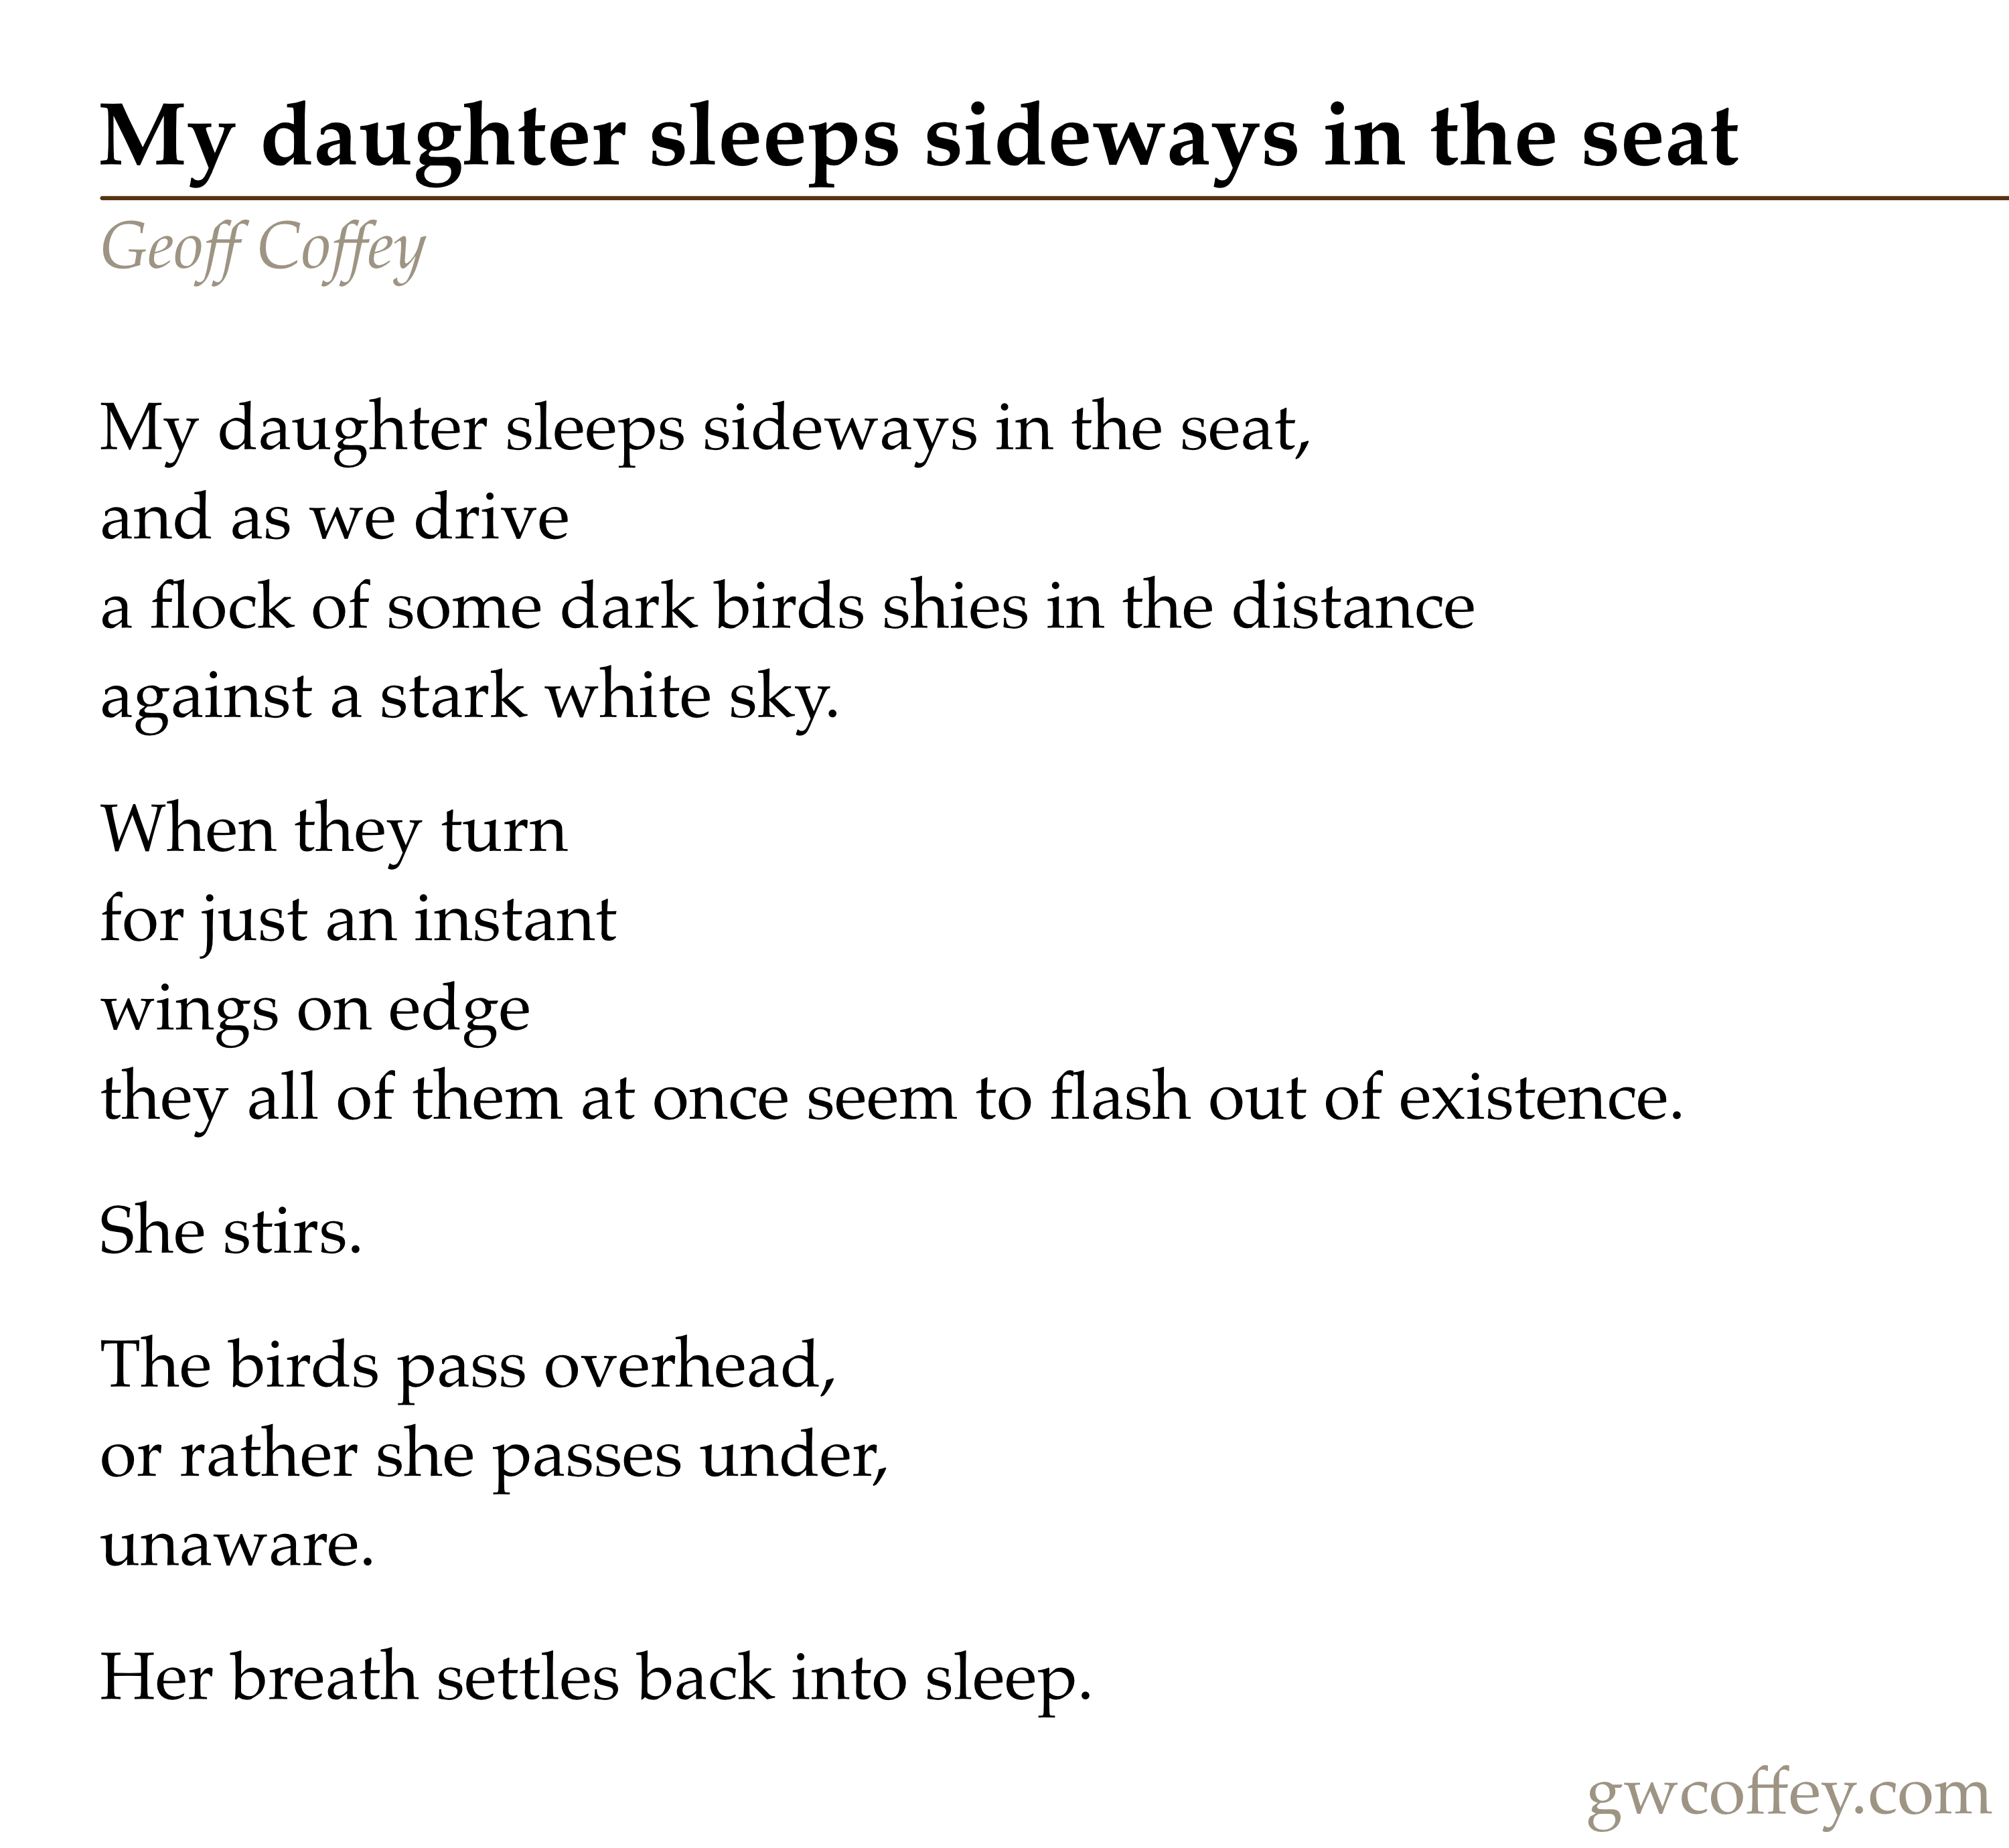 My daughter sleeps sideways in the seat
Geoff Coffey
My daughter sleeps sideways in the seat,
and as we drive
a flock of some dark birds shies in the distance
against a stark white sky.
When they turn
for just an instant
wings on edge
they all of them at once seem to flash out of existence.
She stirs.
The birds pass overhead,
or rather she passes under,
unaware.
Her breath settles back into sleep.
gwcoffey.com